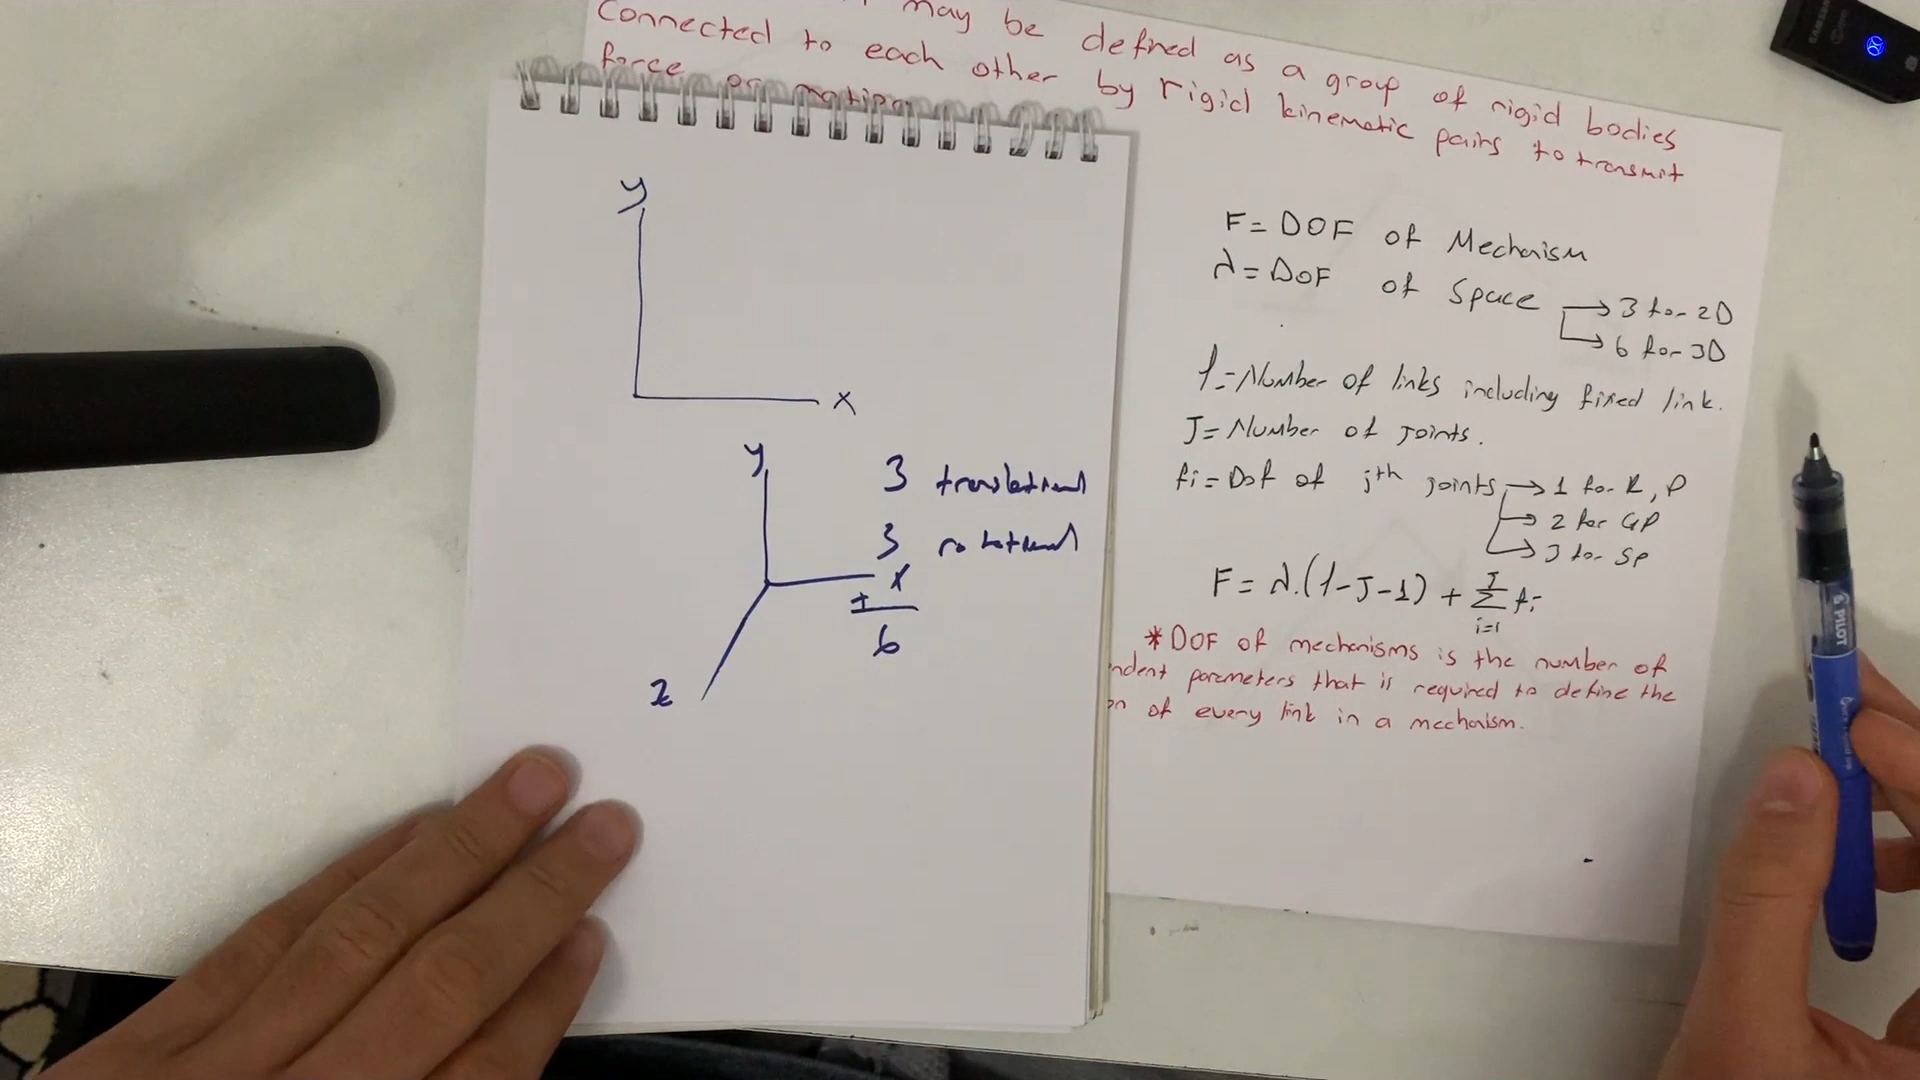 may be defined as a group of rigid bodies
connected to each other by rigid kinematic pairs to transmit
force or motion
F = DOF of Mechanism
λ = DOF of Space → 3 for 2D
→ 6 for 3D
l = Number of links including fixed link.
J = Number of joints.
fi = Dof of jth joints → 1 for R, P
→ 2 for GP
→ 3 for SP
F = λ.(l-J-1) + Σ fi
J
i=1
* DOF of mechanisms is the number of
ndent parameters that is required to define the
on of every link in a mechanism.
y
x
y
3 translational
3 rotational
x
+
6
z
PILOT
SAMSUNG